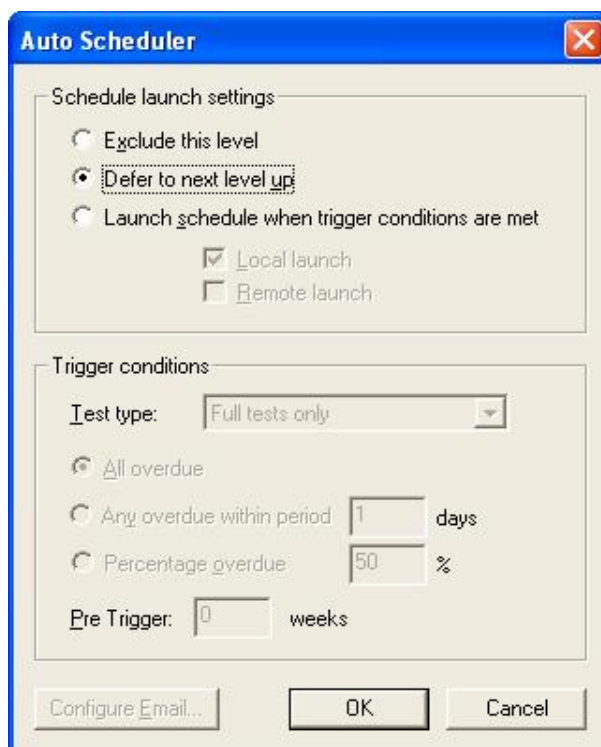 Auto Scheduler
Schedule launch settings
Exclude this level
Defer to next level up
Launch schedule when trigger conditions are met
Local launch
Remote launch
Trigger conditions
Test type: Full tests only
All overdue
Any overdue within period 1 days
Percentage overdue 50 %
Pre Trigger: 0 weeks
Configure Email... OK Cancel